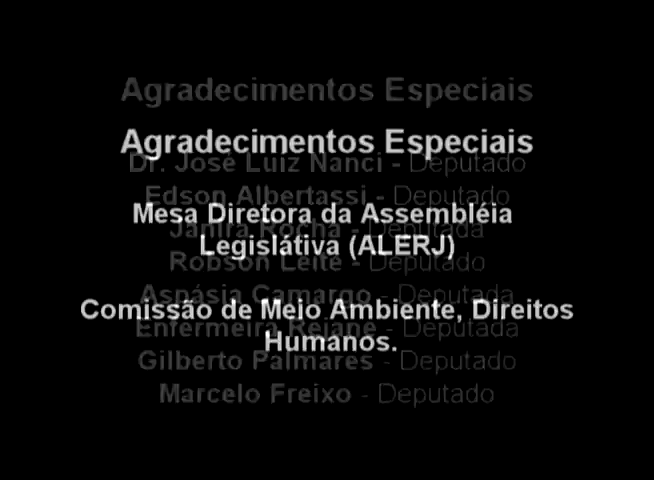 Agradecimentos Especiais
Agradecimentos Especiais
Dr. José Luiz Nanci - Deputado
Edson Albertassi - Deputado
Mesa Diretora da Assembléia
Janira Rocha - Deputada
Legislátiva (ALERJ)
Robson Leite - Deputado
Aspásia Camargo - Deputada
Comissão de Meio Ambiente, Direitos
Enfermeira Rejane - Deputada
Humanos.
Gilberto Palmares - Deputado
Marcelo Freixo - Deputado